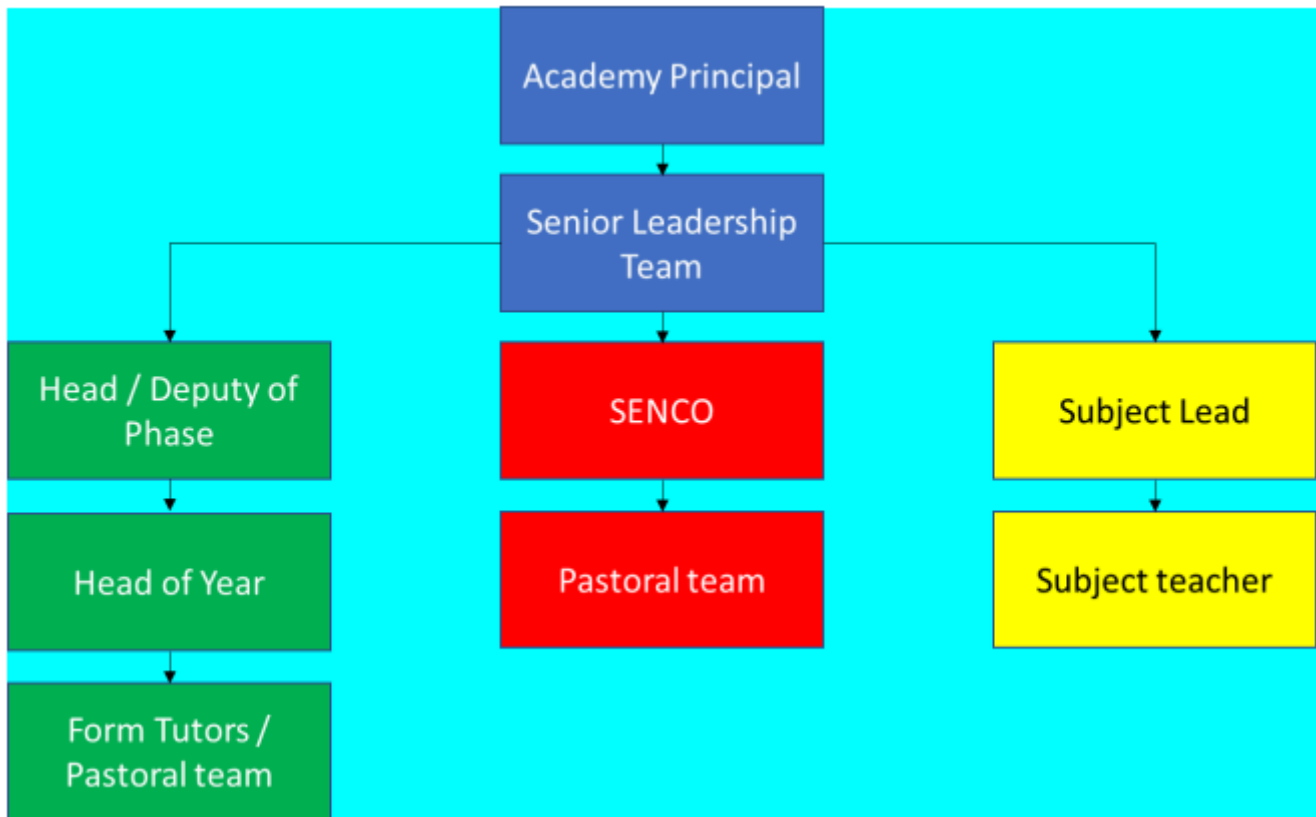 Academy Principal
Senior Leadership
Team
Head / Deputy of
Phase
SENCO
Subject Lead
Head of Year
Pastoral team
Subject teacher
Form Tutors /
Pastoral team